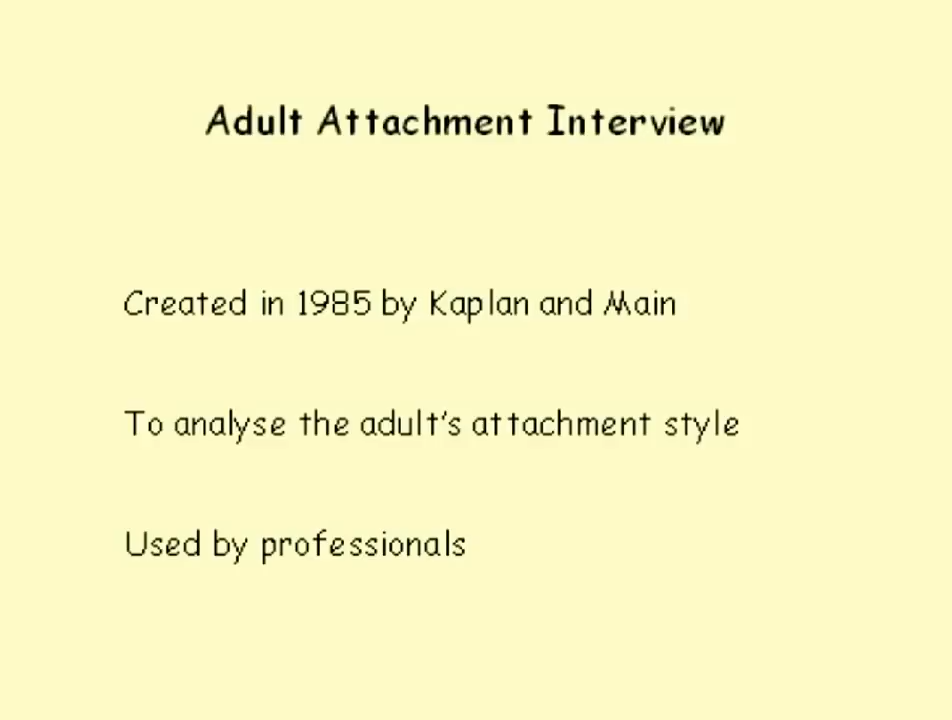 Adult Attachment Interview
Created in 1985 by Kaplan and Main
To analyse the adult's attachment style
Used by professionals